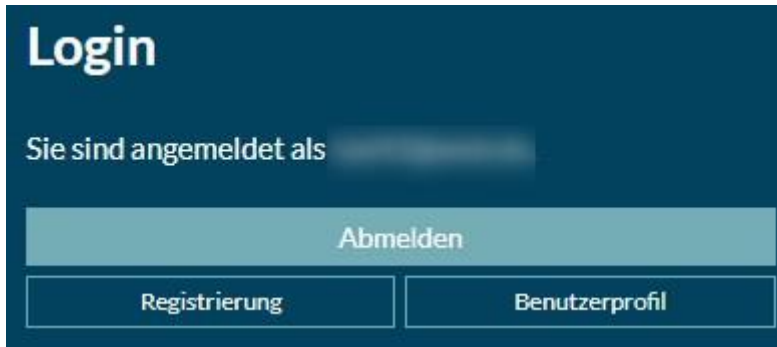 Login
Sie sind angemeldet als
Abmelden
Registrierung
Benutzerprofil